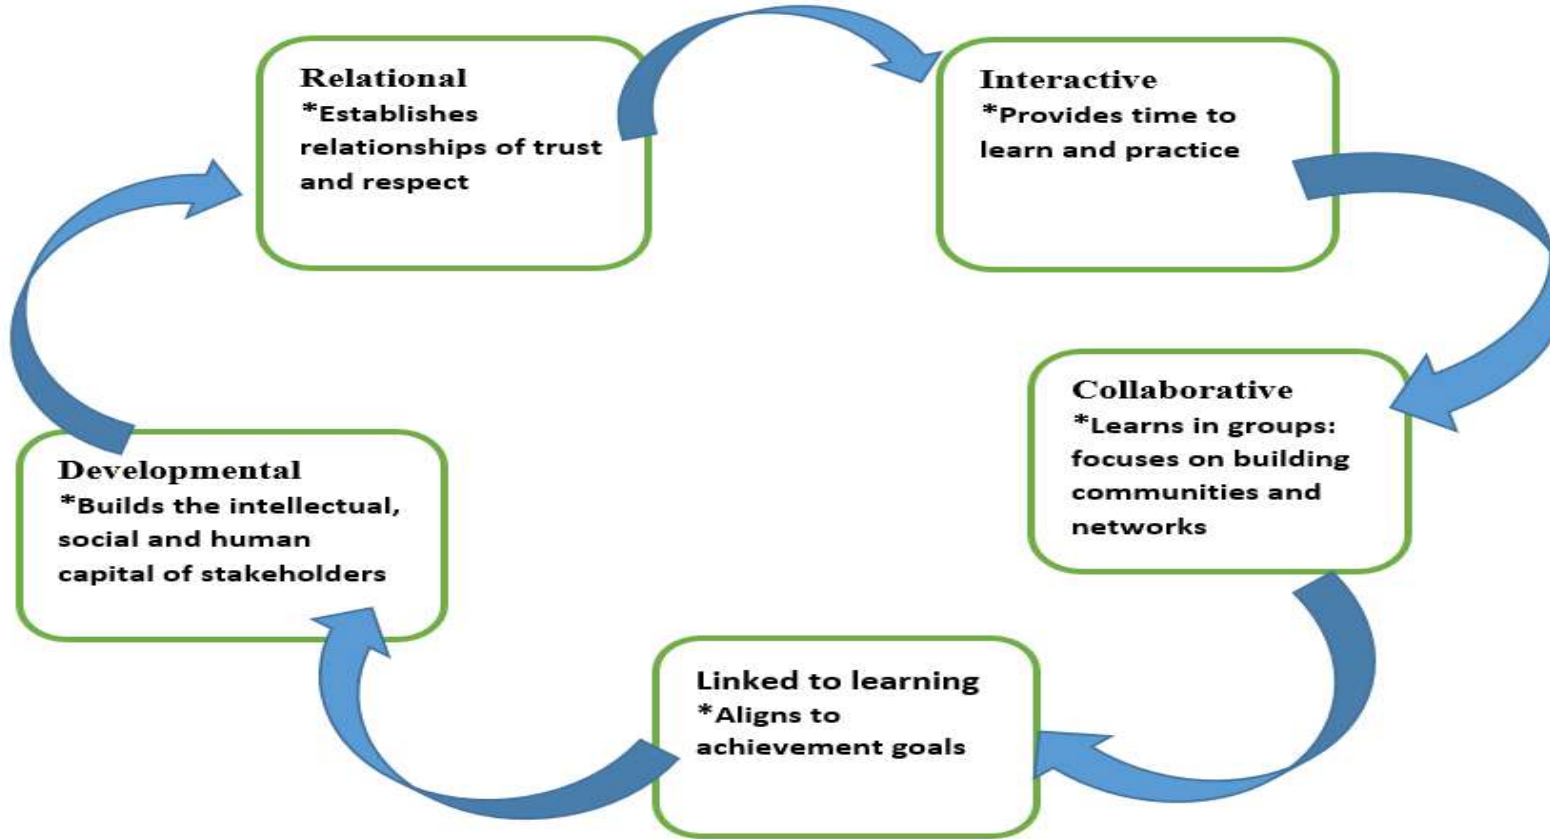 Relational
*Establishes
relationships of trust
and respect
Interactive
*Provides time to
learn and practice
Collaborative
*Learns in groups:
focuses on building
communities and
networks
Linked to learning
*Aligns to
achievement goals
Developmental
*Builds the intellectual,
social and human
capital of stakeholders